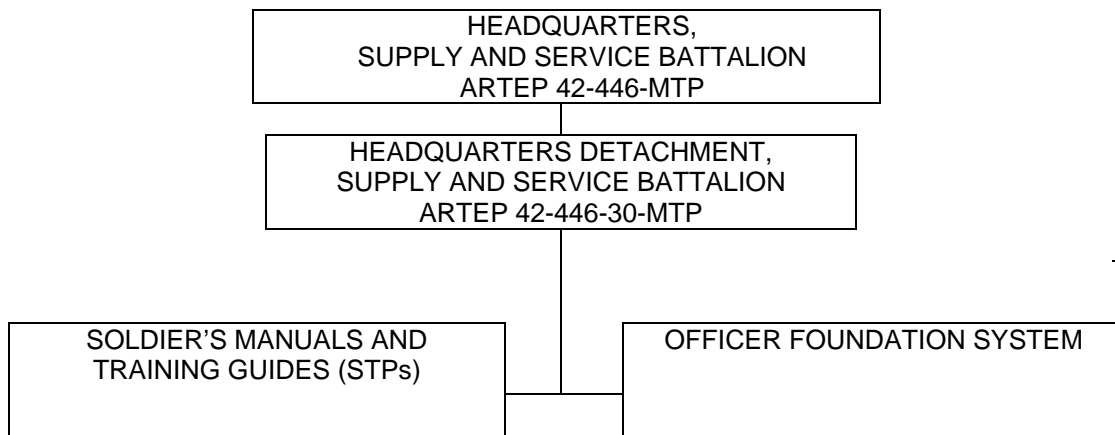 HEADQUARTERS,
SUPPLY AND SERVICE BATTALION
ARTEP 42-446-MTP
HEADQUARTERS DETACHMENT,
SUPPLY AND SERVICE BATTALION
ARTEP 42-446-30-MTP
SOLDIER’S MANUALS AND
TRAINING GUIDES (STPs)
OFFICER FOUNDATION SYSTEM